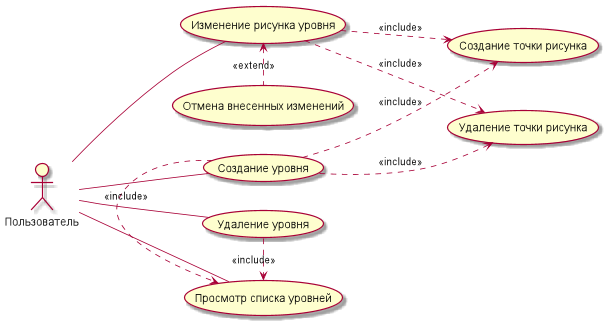 Изменение рисунка уровня
«include»
Создание точки рисунка
«extend»
«include»
Отмена внесенных изменений
«include»
Удаление точки рисунка
Создание уровня
«include»
Пользователь
«include»
Удаление уровня
«include»
Просмотр списка уровней